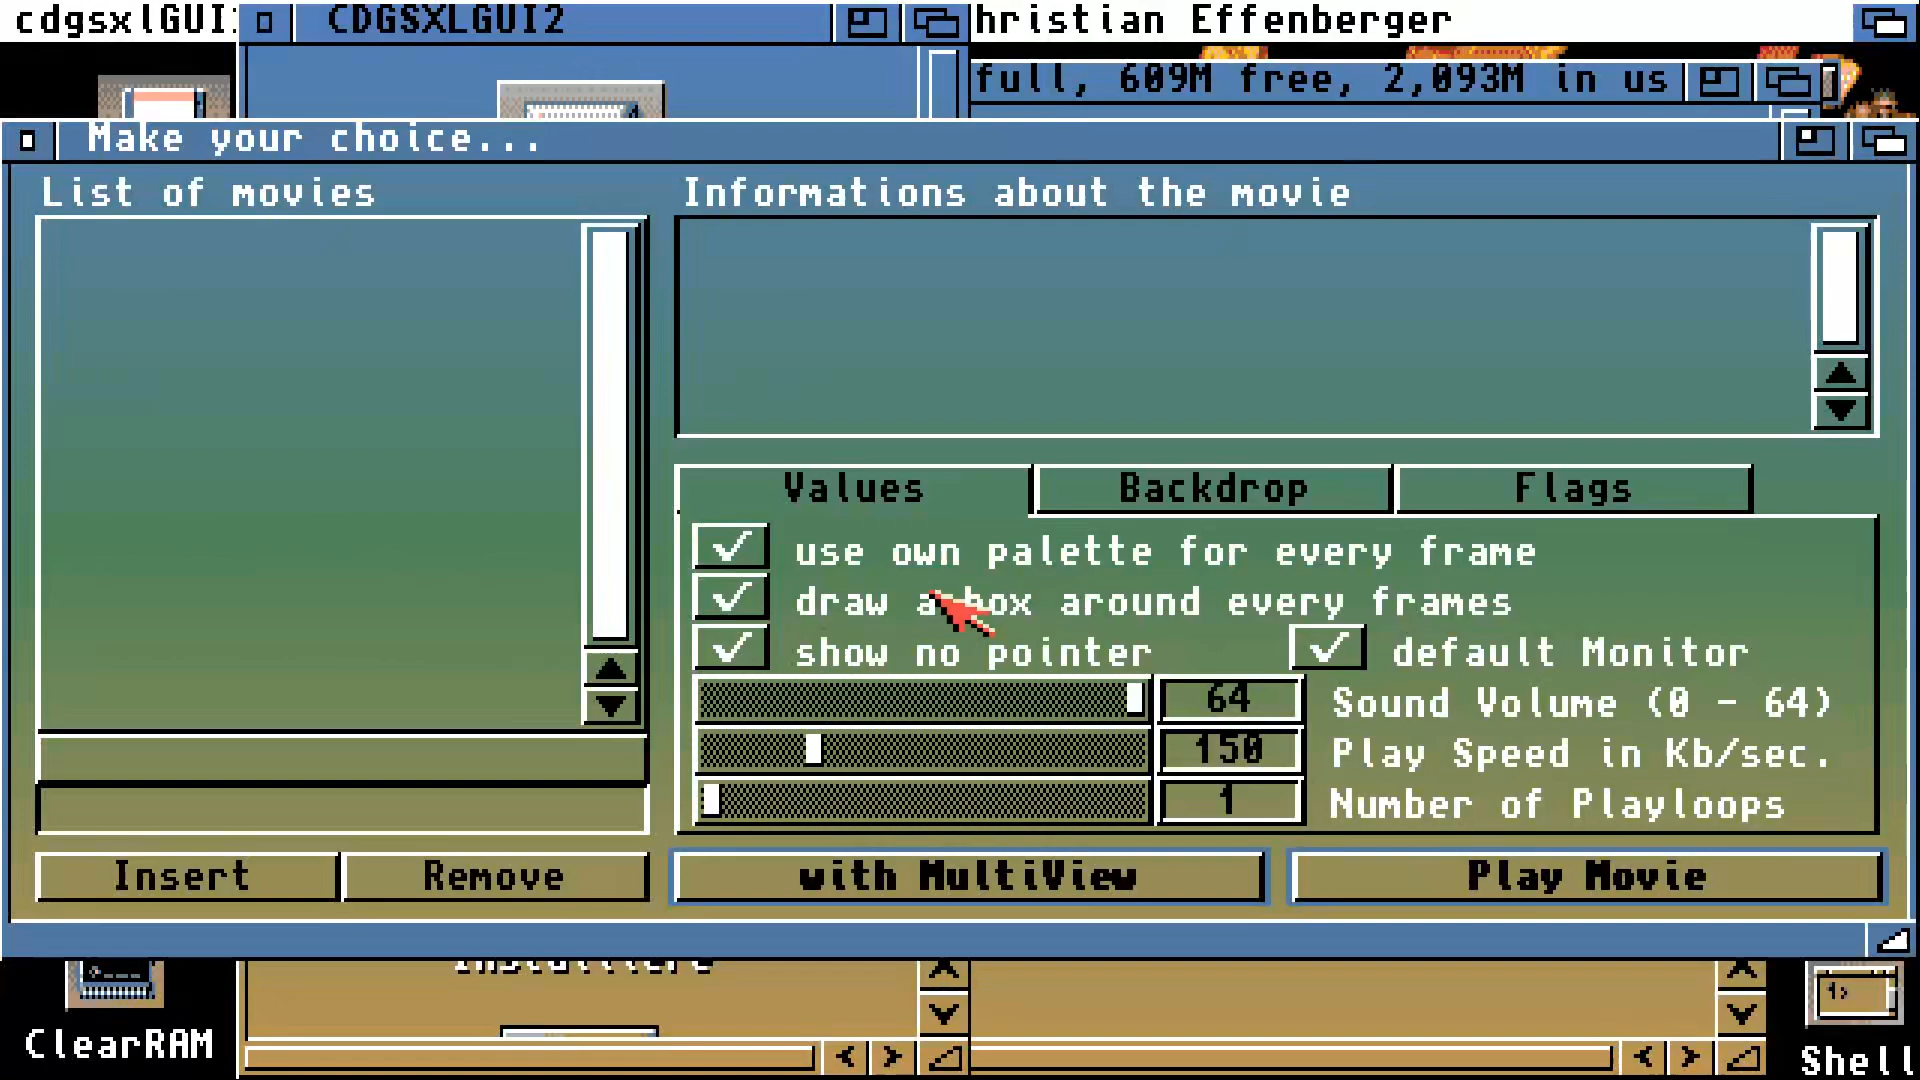 cdgsxlGUI
CDGSXLGUI2
hristian Effenberger
full, 609M free, 2,093M in us
Make your choice...
List of movies
Informations about the movie
Values
Backdrop
Flags
use own palette for every frame
draw a box around every frames
show no pointer
default Monitor
64
Sound Volume (0 - 64)
150
Play Speed in Kb/sec.
1
Number of Playloops
Insert
Remove
with MultiView
Play Movie
ClearRAM
1>
Shell